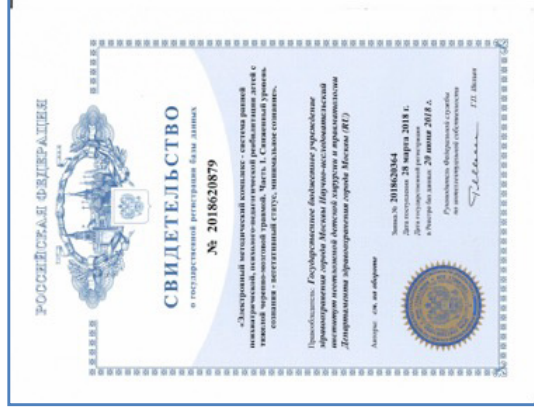 РОССИЙСКАЯ ФЕДЕРАЦИЯ
СВИДЕТЕЛЬСТВО
о государственной регистрации базы данных
№ 2018620879
«Электронный методический комплекс - система ранней
психиатрической, психолого-педагогической реабилитации детей с
тяжелой черепно-мозговой травмой. Часть 1. Сниженный уровень
сознания - вегетативный статус, минимальное сознание».
Правообладатель: Государственное бюджетное учреждение
здравоохранения города Москвы Научно-исследовательский
институт неотложной детской хирургии и травматологии
Департамента здравоохранения города Москвы (RU)
Авторы: см. на обороте
Заявка № 2018620364
Дата поступления 28 марта 2018 г.
Дата государственной регистрации
в Реестре баз данных 20 июня 2018 г.
Руководитель Федеральной службы
по интеллектуальной собственности
Г.П. Ивлиев